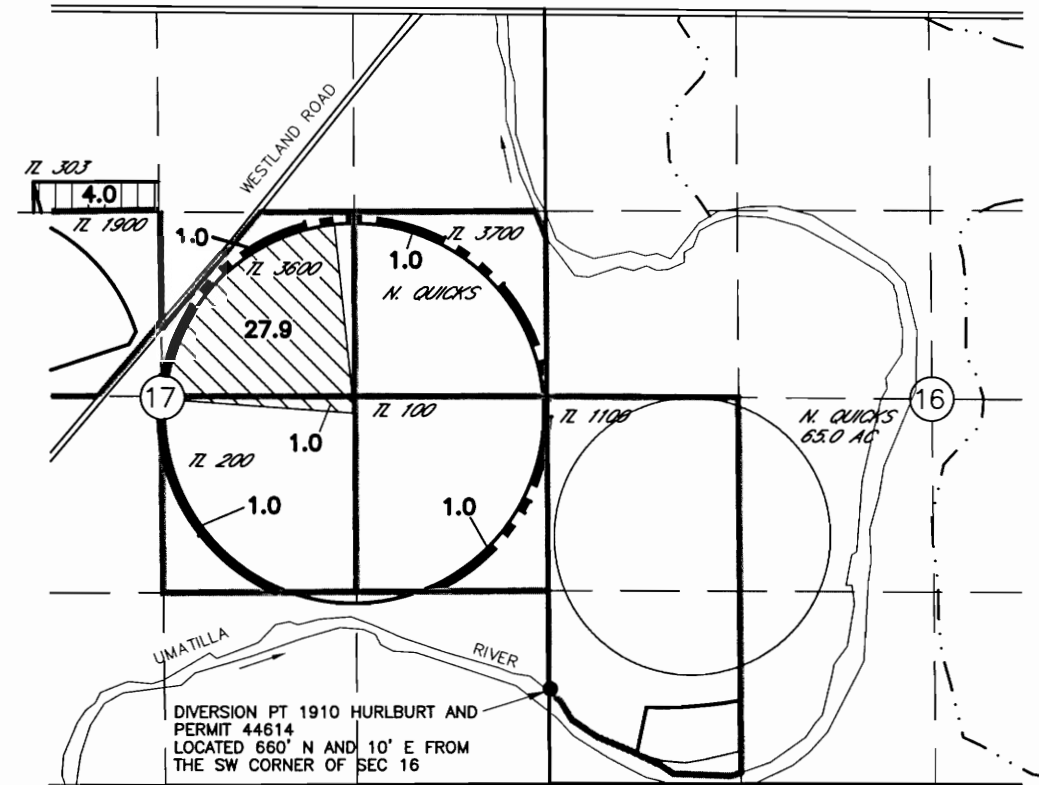 WESTLAND ROAD
TL 303
4.0
TL 1900
1.0
TL 3600
TL 3700
1.0
N. QUICKS
27.9
17
16
TL 100
TL 1100
N. QUICKS
65.0 AC
1.0
TL 200
1.0
1.0
UMATILLA
RIVER
DIVERSION PT 1910 HURLBURT AND
PERMIT 44614
LOCATED 660' N AND 10' E FROM
THE SW CORNER OF SEC 16